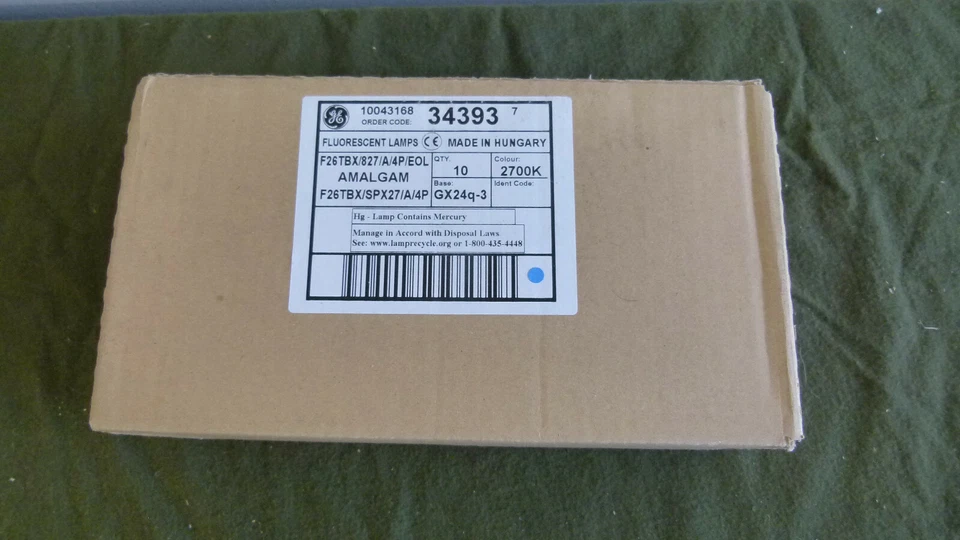 GE 10043168 34393 7
ORDER CODE:
FLUORESCENT LAMPS CE MADE IN HUNGARY
F26TBX/827/A/4P/EOL
AMALGAM
F26TBX/SPX27/A/4P
QTY.
10
Colour:
2700K
Base:
GX24q-3
Ident Code:
Hg - Lamp Contains Mercury
Manage in Accord with Disposal Laws
See: www.lamprecycle.org or 1-800-435-4448